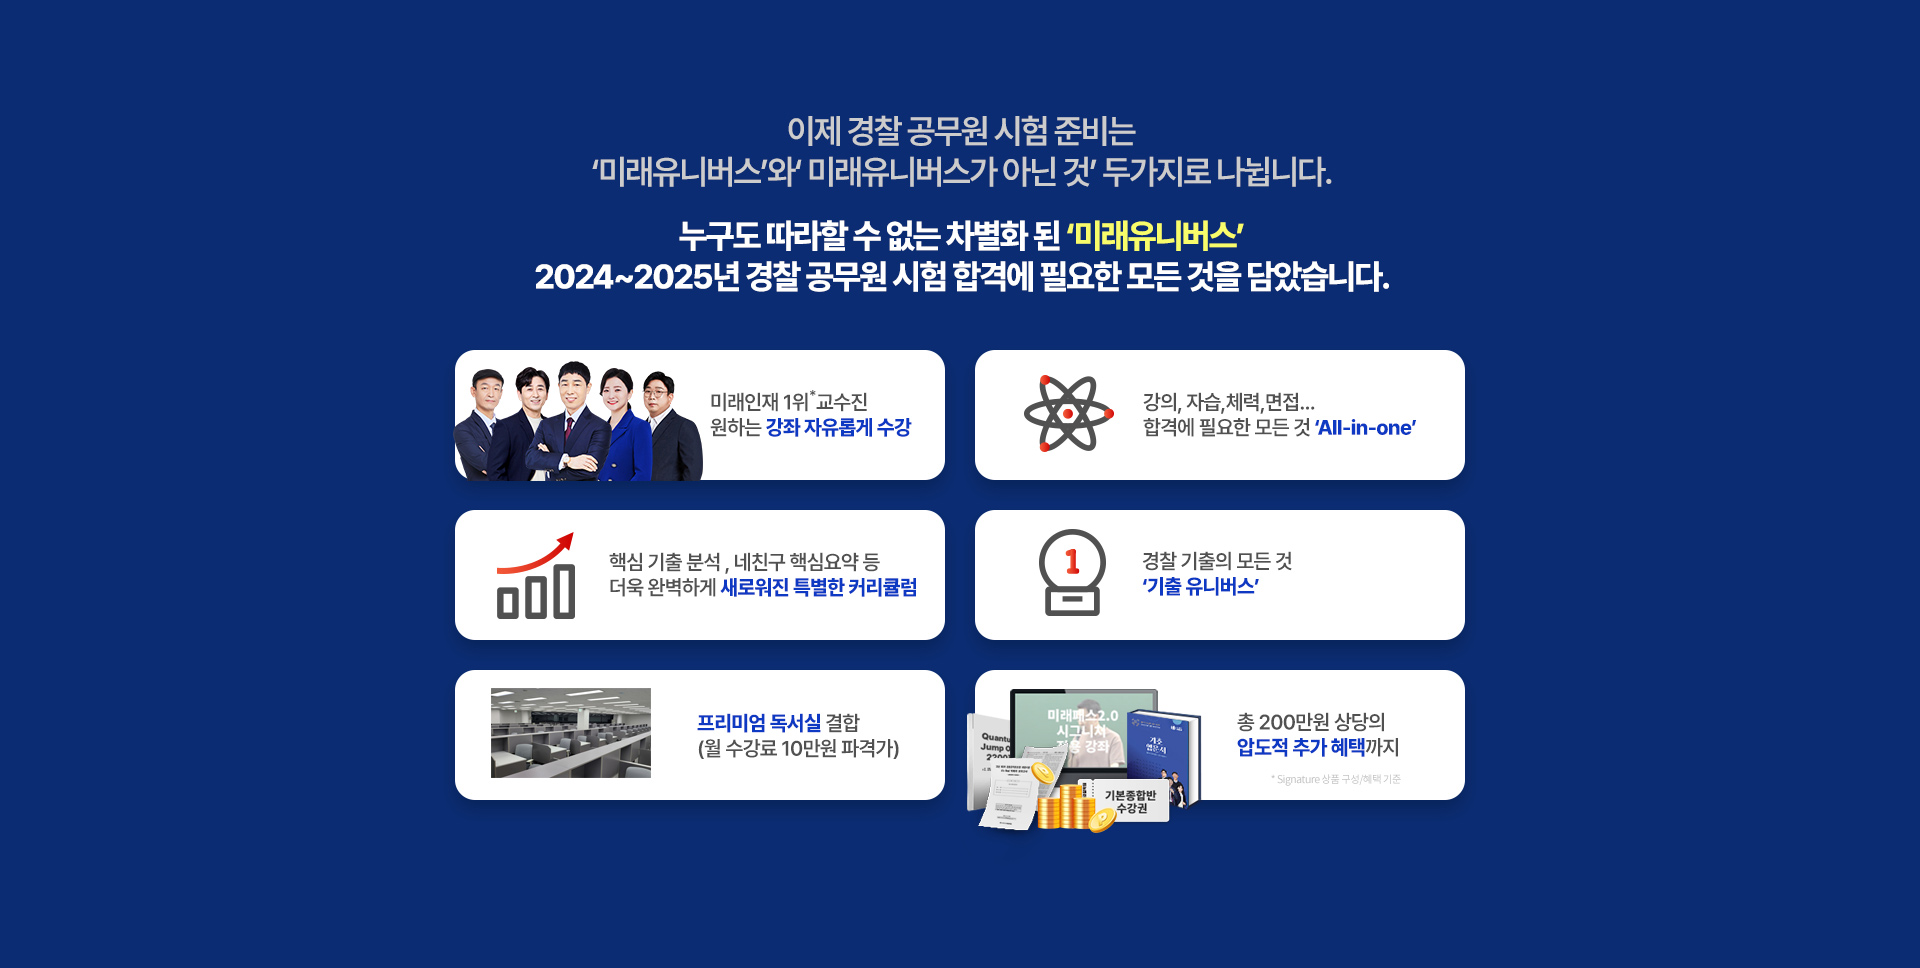 이제 경찰 공무원 시험 준비는
‘미래유니버스’와‘ 미래유니버스가 아닌 것’ 두가지로 나뉩니다.
누구도 따라할 수 없는 차별화 된 ‘미래유니버스’
2024~2025년 경찰 공무원 시험 합격에 필요한 모든 것을 담았습니다.
미래인재 1위*교수진
원하는 강좌 자유롭게 수강
강의, 자습,체력,면접...
합격에 필요한 모든 것 ‘All-in-one’
핵심 기출 분석 , 네친구 핵심요약 등
더욱 완벽하게 새로워진 특별한 커리큘럼
1
경찰 기출의 모든 것
‘기출 유니버스’
프리미엄 독서실 결합
(월 수강료 10만원 파격가)
미래패스2.0
시그니처
전용 강좌
Quantum
Jump
기본종합반
수강권
총 200만원 상당의
압도적 추가 혜택까지
* Signature 상품 구성/혜택 기준